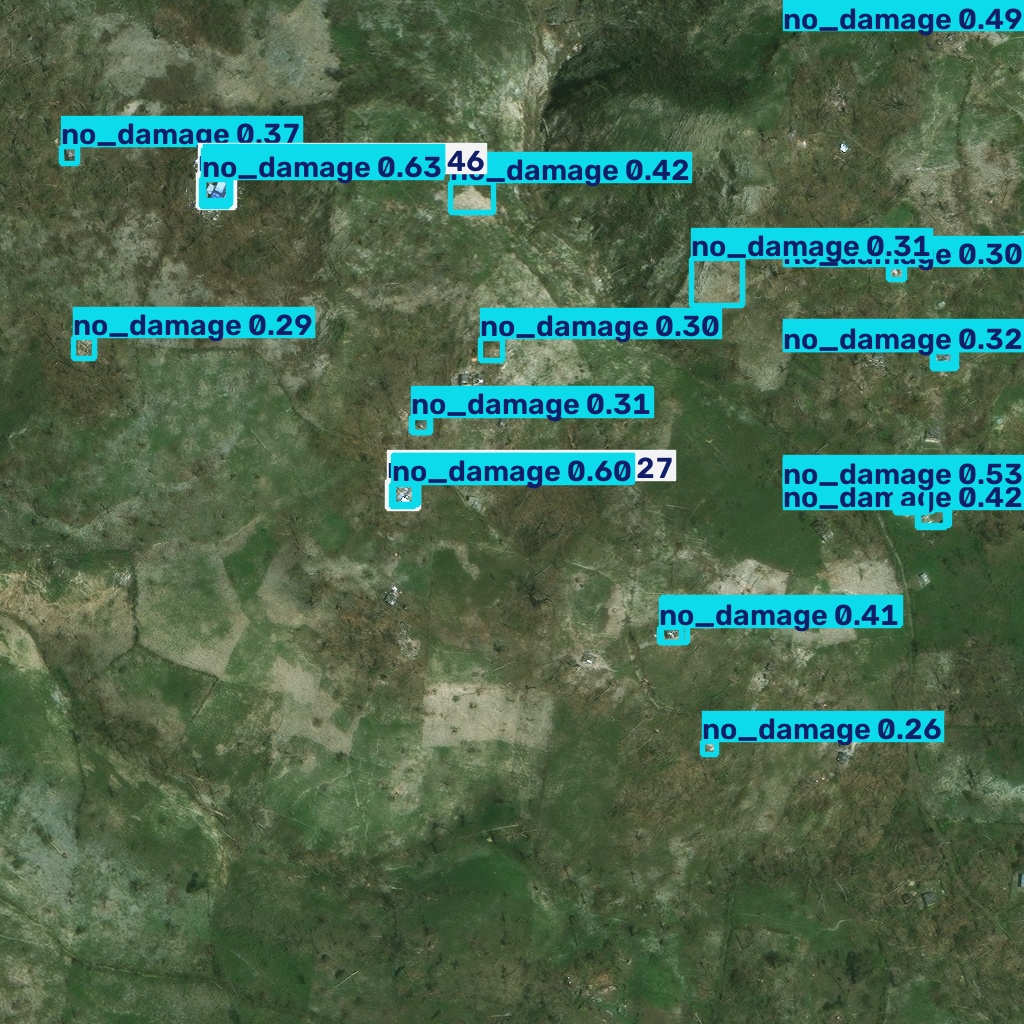 no_damage 0.49
no_damage 0.37
no_damage 0.63
46
no_damage 0.42
no_damage 0.31
no_damage 0.30
no_damage 0.29
no_damage 0.30
no_damage 0.32
no_damage 0.31
no_damage 0.60
27
no_damage 0.53
no_damage 0.42
no_damage 0.41
no_damage 0.26